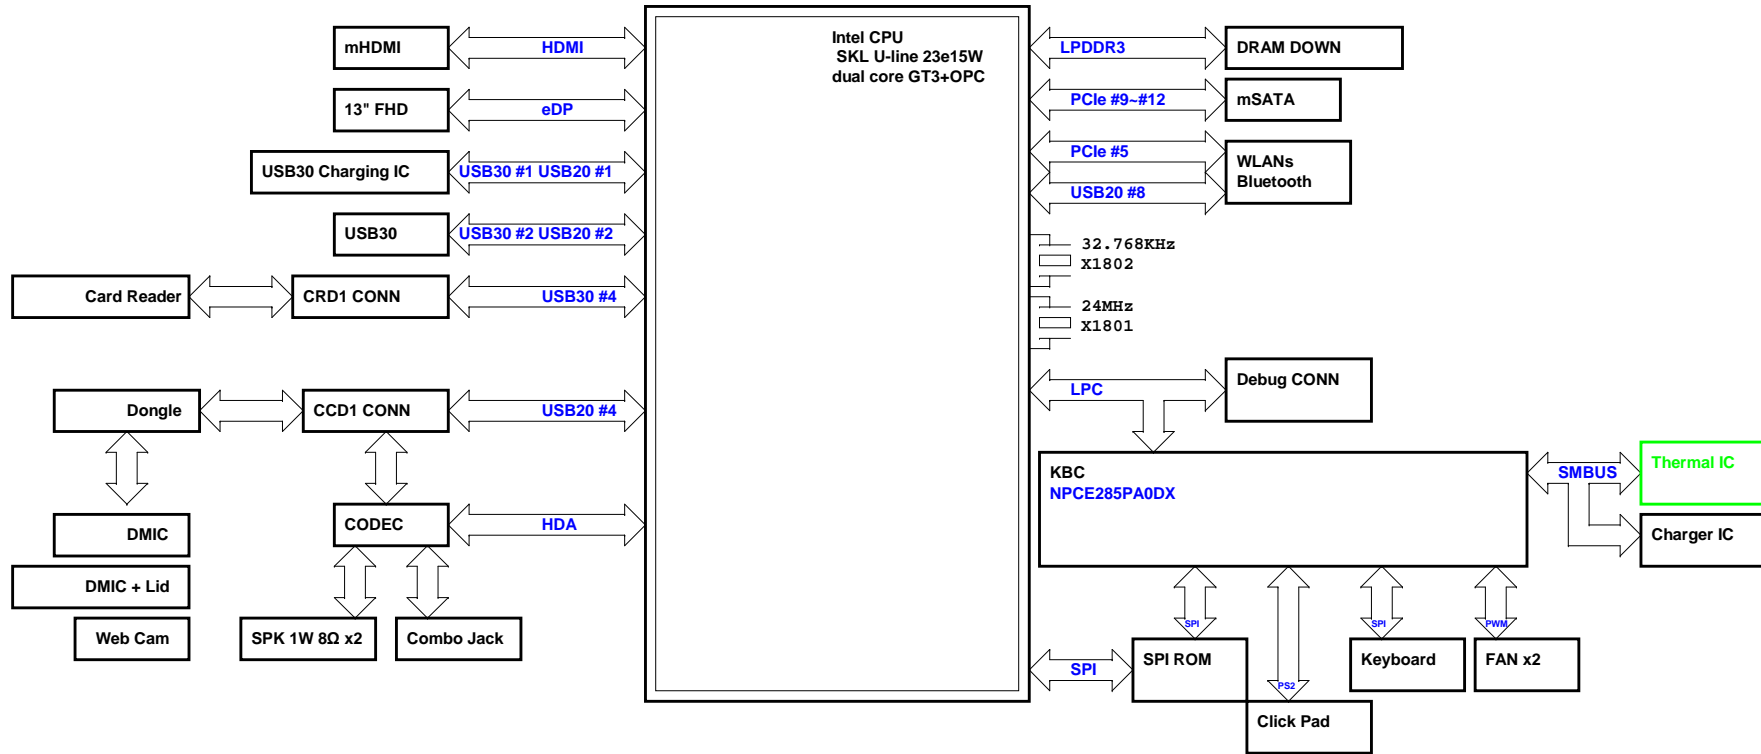 Intel CPU
SKL U-line 23e15W
dual core GT3+OPC
mHDMI
HDMI
13" FHD
eDP
USB30 Charging IC
USB30 #1 USB20 #1
USB30
USB30 #2 USB20 #2
Card Reader
CRD1 CONN
USB30 #4
Dongle
CCD1 CONN
USB20 #4
DMIC
CODEC
HDA
DMIC + Lid
Web Cam
SPK 1W 8Ω x2
Combo Jack
LPDDR3
DRAM DOWN
PCIe #9~#12
mSATA
PCIe #5
WLANs
Bluetooth
USB20 #8
32.768KHz
X1802
24MHz
X1801
LPC
Debug CONN
KBC
NPCE285PA0DX
SMBUS
Thermal IC
Charger IC
SPI
SPI
PWM
SPI
SPI ROM
PS2
Keyboard
FAN x2
Click Pad